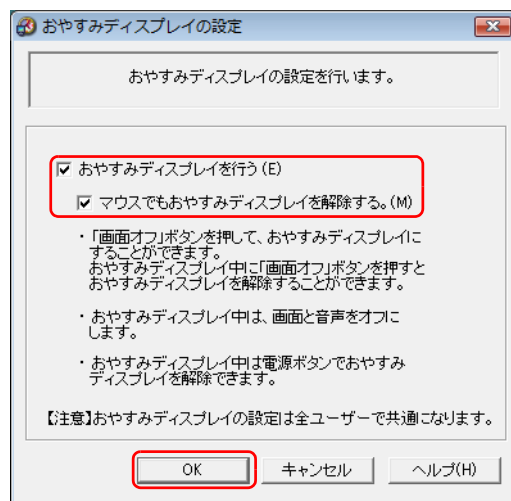 おやすみディスプレイの設定
おやすみディスプレイの設定を行います。
おやすみディスプレイを行う(E)
マウスでもおやすみディスプレイを解除する。(M)
・「画面オフ」ボタンを押して、おやすみディスプレイに
することができます。
おやすみディスプレイ中に「画面オフ」ボタンを押すと
おやすみディスプレイを解除することができます。
・おやすみディスプレイ中は、画面と音声をオフに
します。
・おやすみディスプレイ中は電源ボタンでおやすみ
ディスプレイを解除できます。
【注意】おやすみディスプレイの設定は全ユーザーで共通になります。
OK
キャンセル
ヘルプ(H)